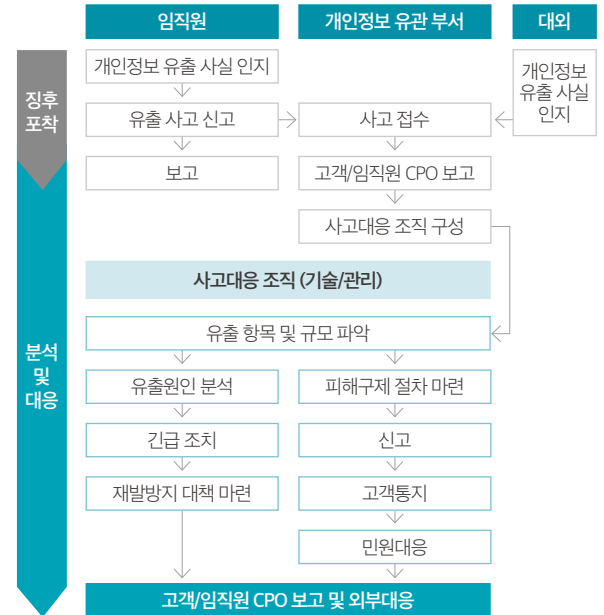 임직원
개인정보 유관 부서
대외
징후
포착
개인정보 유출 사실 인지
개인정보
유출 사실
인지
유출 사고 신고
사고 접수
보고
고객/임직원 CPO 보고
사고대응 조직 구성
분석
및
대응
사고대응 조직 (기술/관리)
유출 항목 및 규모 파악
유출원인 분석
피해구제 절차 마련
긴급 조치
신고
재발방지 대책 마련
고객통지
민원대응
고객/임직원 CPO 보고 및 외부대응